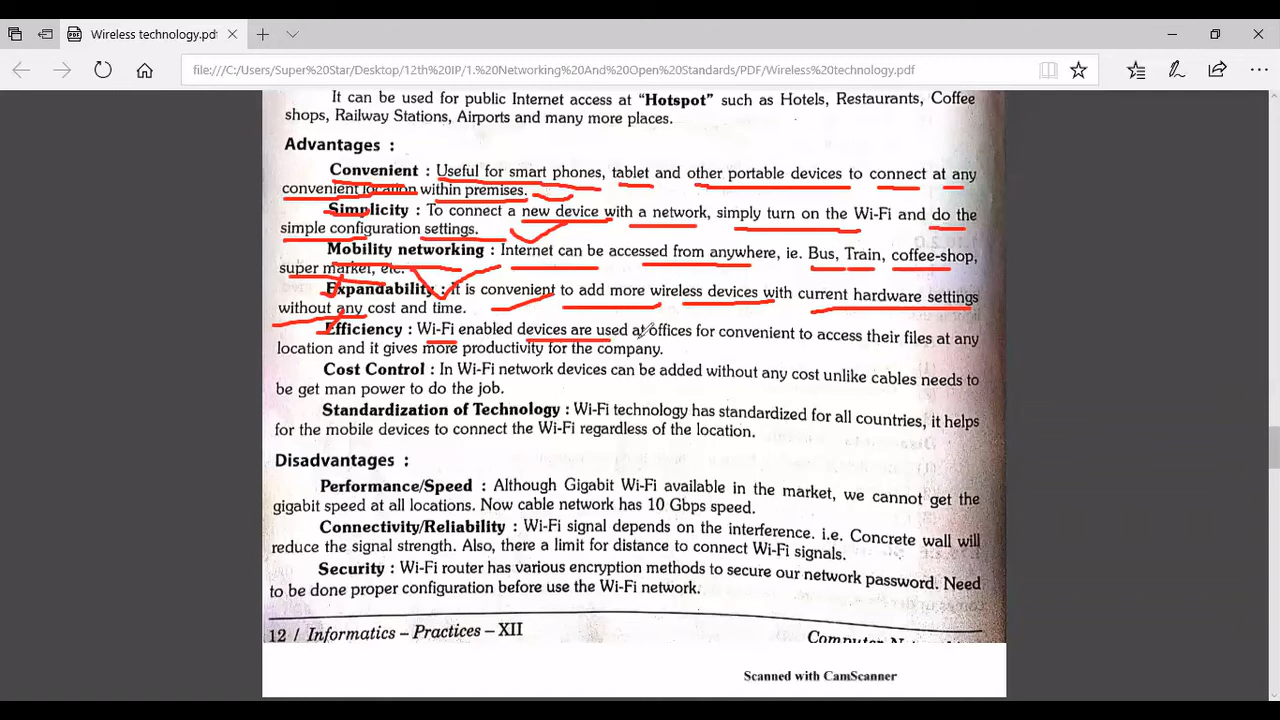 Wireless technology.pdf
file:///C:/Users/Super%20Star/Desktop/12th%20IP/1.%20Networking%20And%20Open%20Standards/PDF/Wireless%20technology.pdf
It can be used for public Internet access at “Hotspot” such as Hotels, Restaurants, Coffee
shops, Railway Stations, Airports and many more places.
Advantages :
Convenient : Useful for smart phones, tablet and other portable devices to connect at any
convenient location within premises.
Simplicity : To connect a new device with a network, simply turn on the Wi-Fi and do the
simple configuration settings.
Mobility networking : Internet can be accessed from anywhere, ie. Bus, Train, coffee-shop,
super market, etc.
Expandability : It is convenient to add more wireless devices with current hardware settings
without any cost and time.
Efficiency : Wi-Fi enabled devices are used at offices for convenient to access their files at any
location and it gives more productivity for the company.
Cost Control : In Wi-Fi network devices can be added without any cost unlike cables needs to
be get man power to do the job.
Standardization of Technology : Wi-Fi technology has standardized for all countries, it helps
for the mobile devices to connect the Wi-Fi regardless of the location.
Disadvantages :
Performance/Speed : Although Gigabit Wi-Fi available in the market, we cannot get the
gigabit speed at all locations. Now cable network has 10 Gbps speed.
Connectivity/Reliability : Wi-Fi signal depends on the interference. i.e. Concrete wall will
reduce the signal strength. Also, there a limit for distance to connect Wi-Fi signals.
Security : Wi-Fi router has various encryption methods to secure our network password. Need
to be done proper configuration before use the Wi-Fi network.
12 / Informatics – Practices – XII
Computer
Scanned with CamScanner